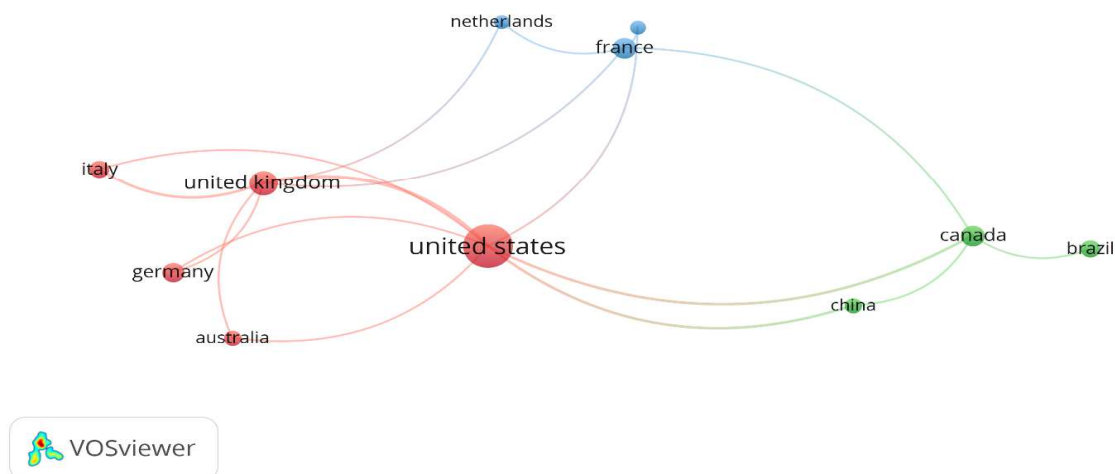 netherlands
france
italy
united kingdom
united states
canada
brazil
germany
china
australia
VOSviewer